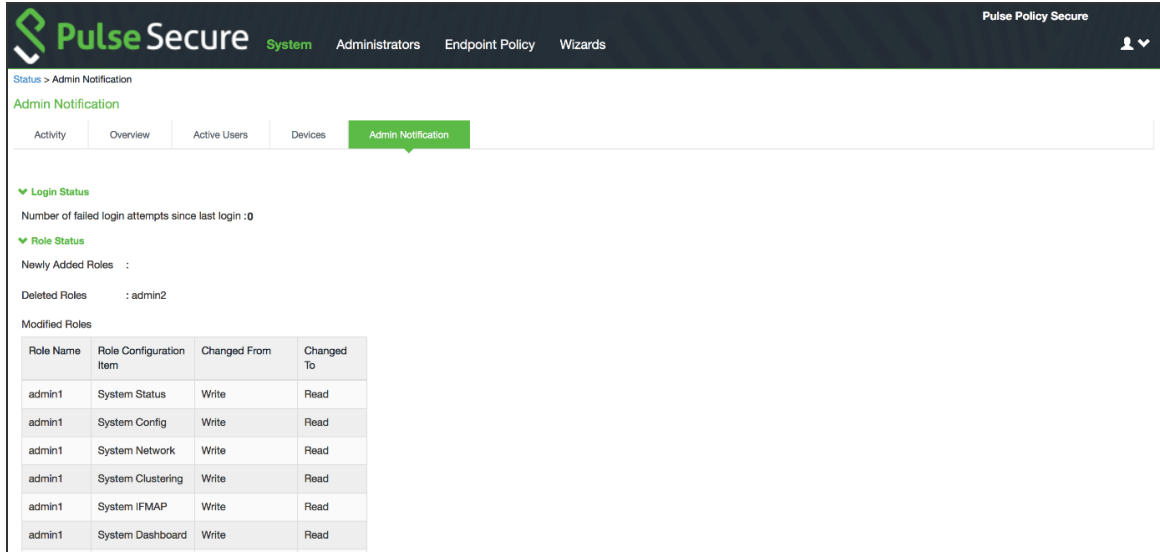 Pulse Policy Secure
Pulse Secure System Administrators Endpoint Policy Wizards
Status > Admin Notification
Admin Notification
Activity Overview Active Users Devices Admin Notification
Login Status
Number of failed login attempts since last login :0
Role Status
Newly Added Roles :
Deleted Roles : admin2
Modified Roles
Role Name Role Configuration Item Changed From Changed To
admin1 System Status Write Read
admin1 System Config Write Read
admin1 System Network Write Read
admin1 System Clustering Write Read
admin1 System IFMAP Write Read
admin1 System Dashboard Write Read